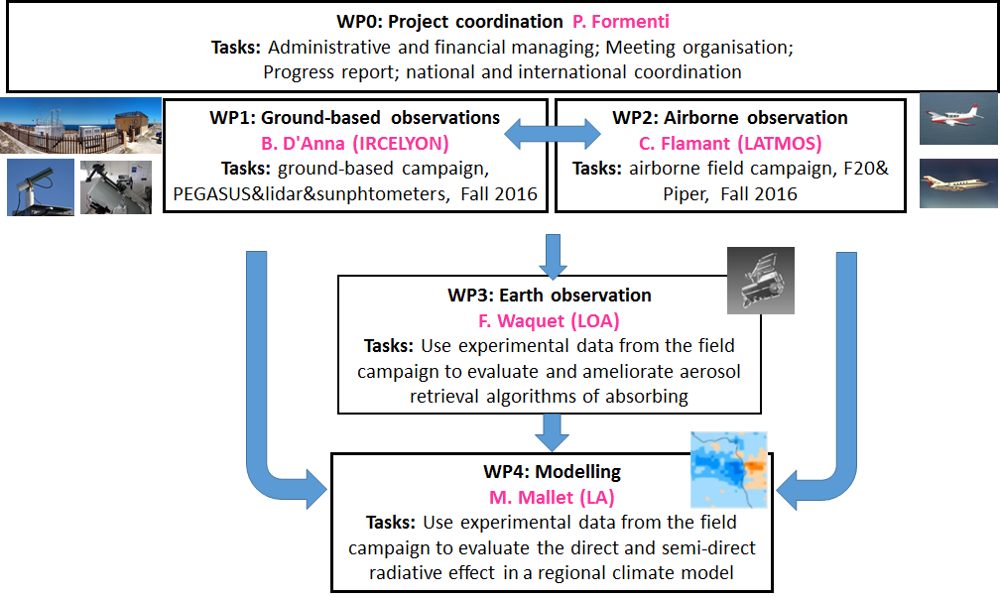 WP0: Project coordination P. Formenti
Tasks: Administrative and financial managing; Meeting organisation;
Progress report; national and international coordination
WP1: Ground-based observations
B. D'Anna (IRCELYON)
Tasks: ground-based campaign,
PEGASUS&lidar&sunphtometers, Fall 2016
WP2: Airborne observation
C. Flamant (LATMOS)
Tasks: airborne field campaign, F20&
Piper, Fall 2016
WP3: Earth observation
F. Waquet (LOA)
Tasks: Use experimental data from the field
campaign to evaluate and ameliorate aerosol
retrieval algorithms of absorbing
WP4: Modelling
M. Mallet (LA)
Tasks: Use experimental data from the field
campaign to evaluate the direct and semi-direct
radiative effect in a regional climate model